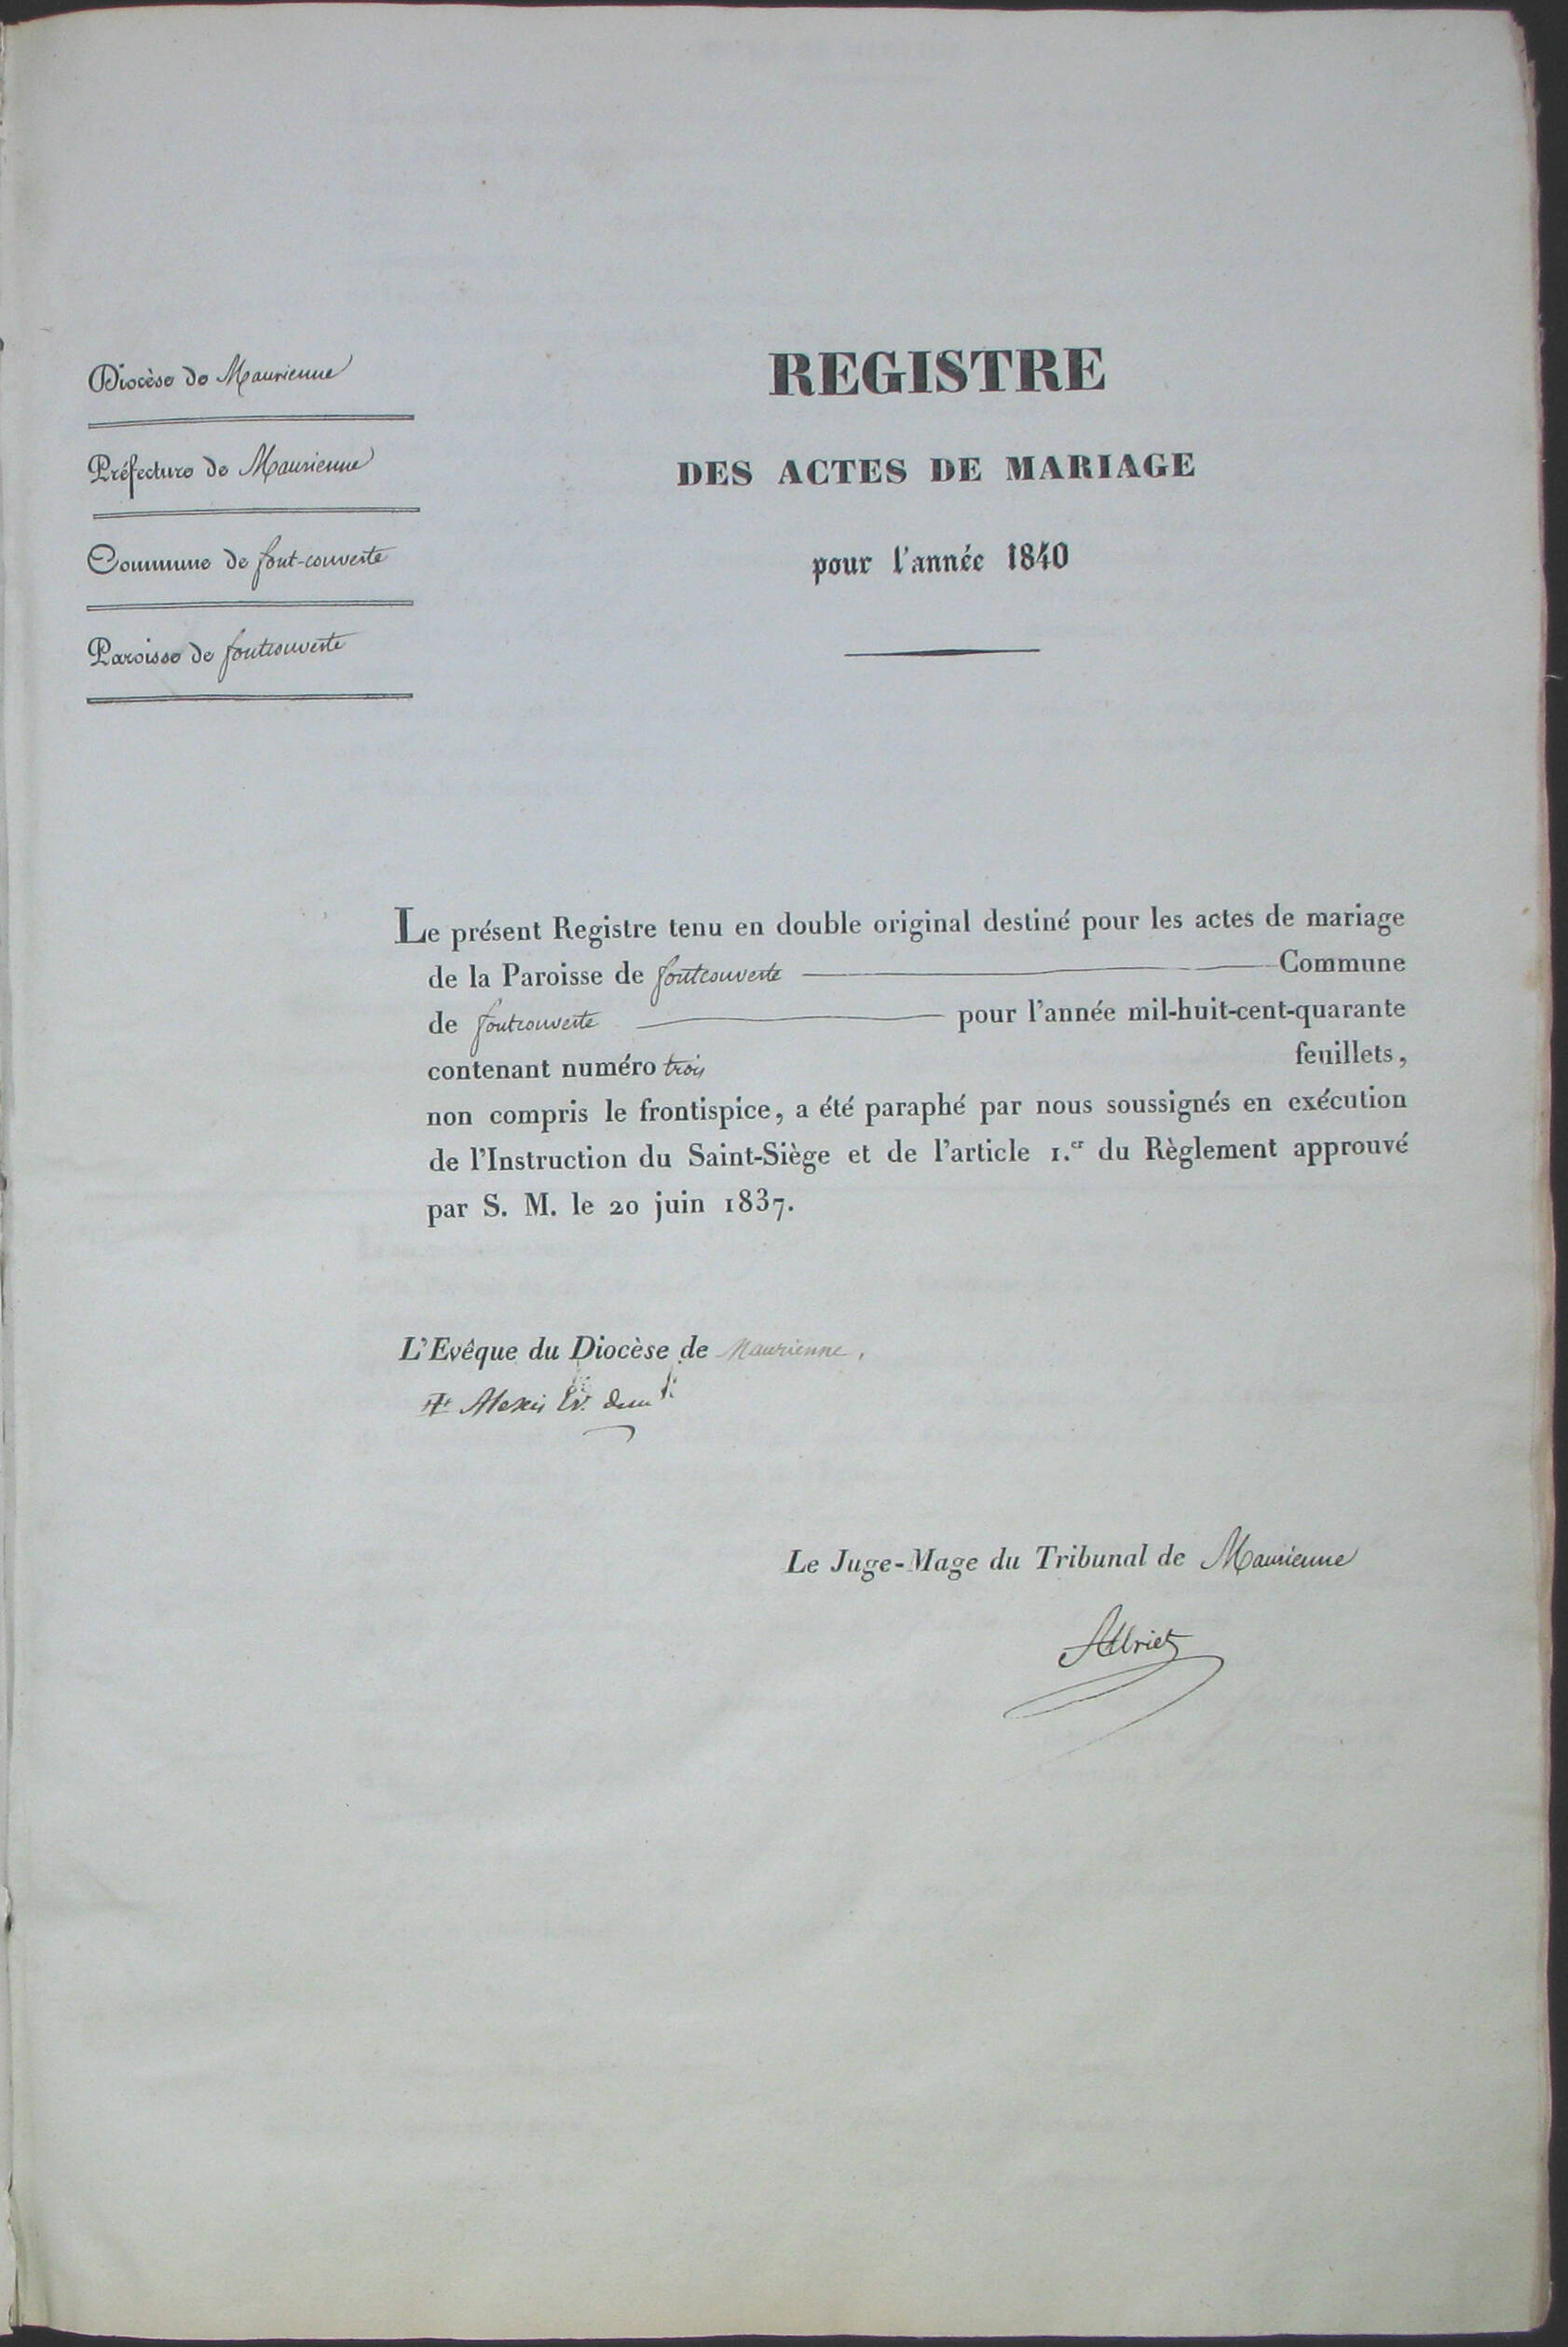 Diocèse de Maurienne
Préfecture de Maurienne
Commune de font-couverte
Paroisse de fontcouverte
REGISTRE
DES ACTES DE MARIAGE
pour l'année 1840
Le présent Registre tenu en double original destiné pour les actes de mariage
de la Paroisse de fontcouverte Commune
de fontcouverte pour l'année mil-huit-cent-quarante
contenant numéro trois feuillets,
non compris le frontispice, a été paraphé par nous soussignés en exécution
de l'Instruction du Saint-Siège et de l'article 1.er du Règlement approuvé
par S. M. le 20 juin 1837.
L'Evêque du Diocèse de Maurienne,
Alexis Ev.
Le Juge-Mage du Tribunal de Maurienne